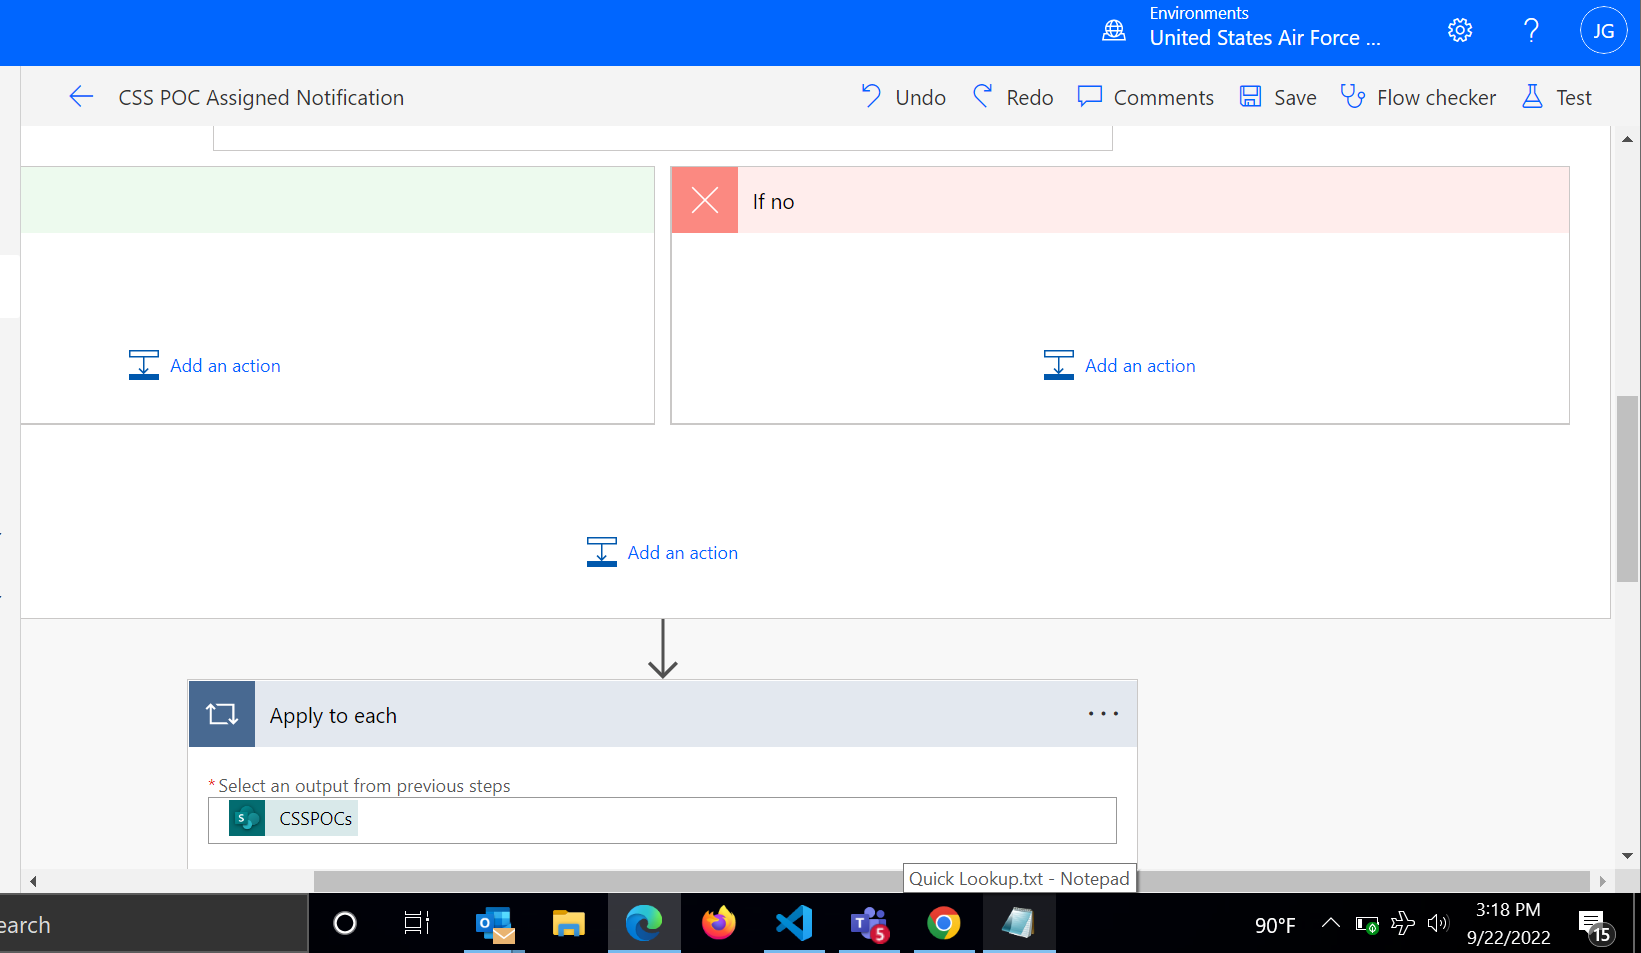 Environments
United States Air Force ...
JG
CSS POC Assigned Notification
Undo
Redo
Comments
Save
Flow checker
Test
If no
Add an action
Add an action
Add an action
Apply to each
* Select an output from previous steps
S
CSSPOCs
Quick Lookup.txt - Notepad
earch
5
90°F
3:18 PM
9/22/2022
15